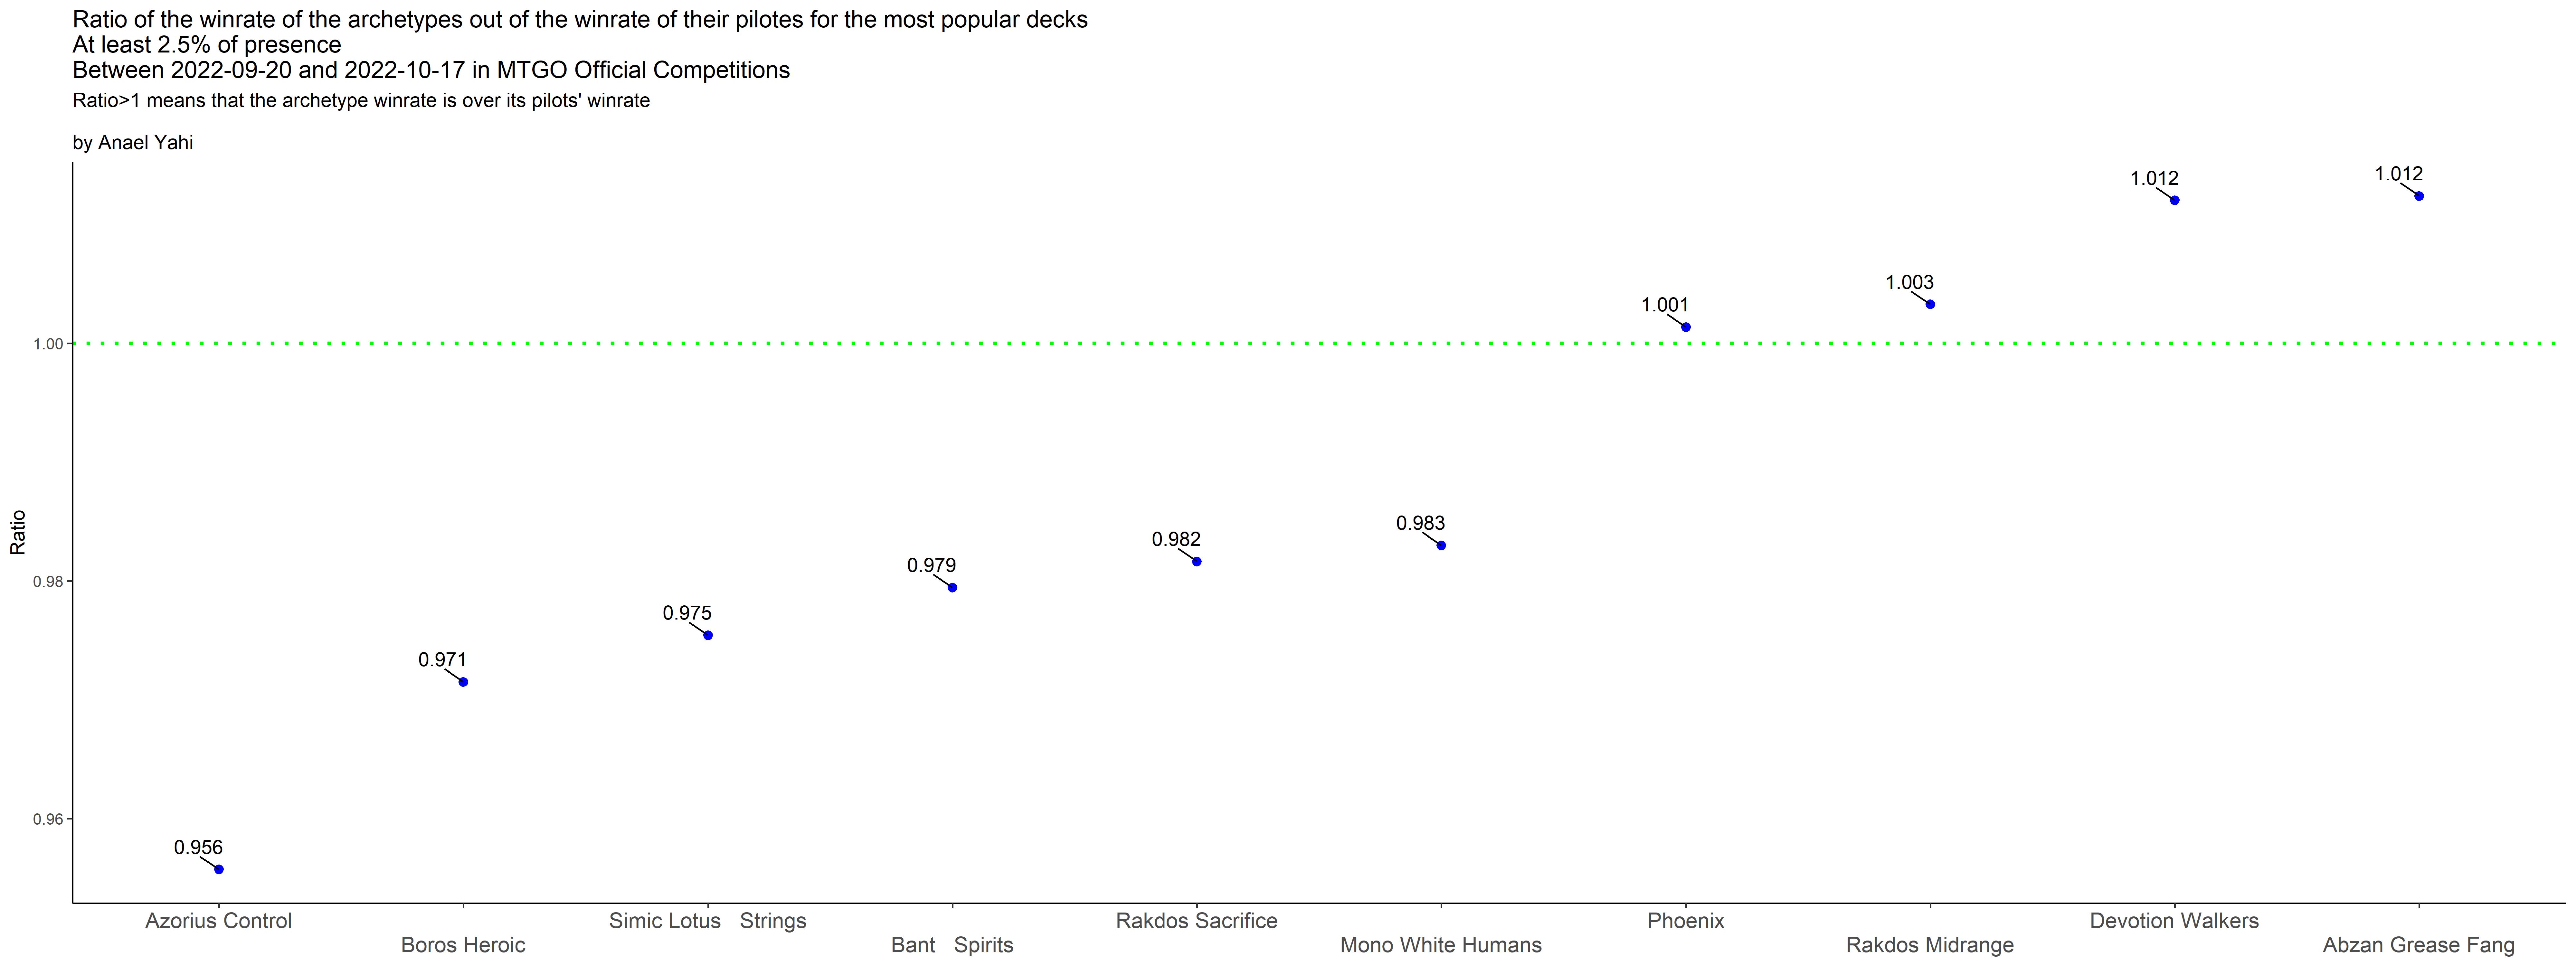 Ratio of the winrate of the archetypes out of the winrate of their pilotes for the most popular decks
At least 2.5% of presence
Between 2022-09-20 and 2022-10-17 in MTGO Official Competitions
Ratio>1 means that the archetype winrate is over its pilots' winrate
by Anael Yahi
1.012
1.012
1.003
1.001
1.00
Ratio
0.983
0.982
0.979
0.98
0.975
0.971
0.96
0.956
Azorius Control
Boros Heroic
Simic Lotus Strings
Bant Spirits
Rakdos Sacrifice
Mono White Humans
Phoenix
Rakdos Midrange
Devotion Walkers
Abzan Grease Fang